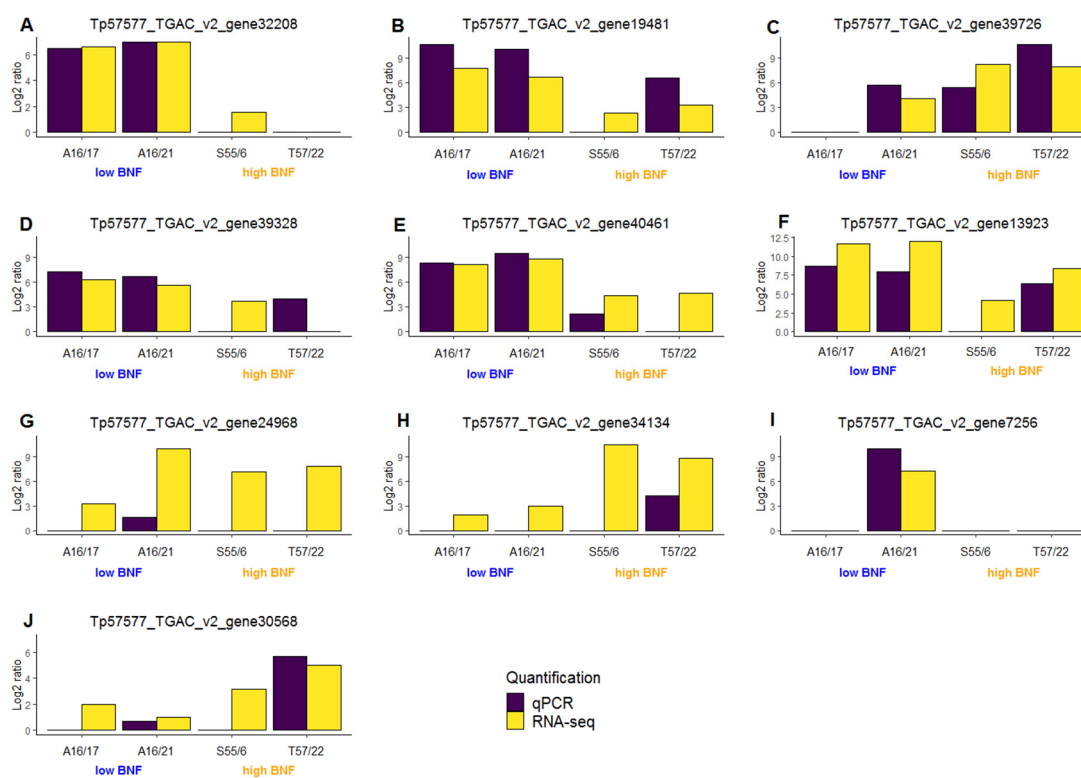 A Tp57577_TGAC_v2_gene32208
Log2 ratio
6
4
2
0
A16/17 A16/21 S55/6 T57/22
low BNF high BNF
B Tp57577_TGAC_v2_gene19481
Log2 ratio
9
6
3
0
A16/17 A16/21 S55/6 T57/22
low BNF high BNF
C Tp57577_TGAC_v2_gene39726
Log2 ratio
9
6
3
0
A16/17 A16/21 S55/6 T57/22
low BNF high BNF
D Tp57577_TGAC_v2_gene39328
Log2 ratio
9
6
3
0
A16/17 A16/21 S55/6 T57/22
low BNF high BNF
E Tp57577_TGAC_v2_gene40461
Log2 ratio
9
6
3
0
A16/17 A16/21 S55/6 T57/22
low BNF high BNF
F Tp57577_TGAC_v2_gene13923
Log2 ratio
12.5
10.0
7.5
5.0
2.5
0.0
A16/17 A16/21 S55/6 T57/22
low BNF high BNF
G Tp57577_TGAC_v2_gene24968
Log2 ratio
9
6
3
0
A16/17 A16/21 S55/6 T57/22
low BNF high BNF
H Tp57577_TGAC_v2_gene34134
Log2 ratio
9
6
3
0
A16/17 A16/21 S55/6 T57/22
low BNF high BNF
I Tp57577_TGAC_v2_gene7256
Log2 ratio
9
6
3
0
A16/17 A16/21 S55/6 T57/22
low BNF high BNF
J Tp57577_TGAC_v2_gene30568
Log2 ratio
6
4
2
0
A16/17 A16/21 S55/6 T57/22
low BNF high BNF
Quantification
qPCR
RNA-seq